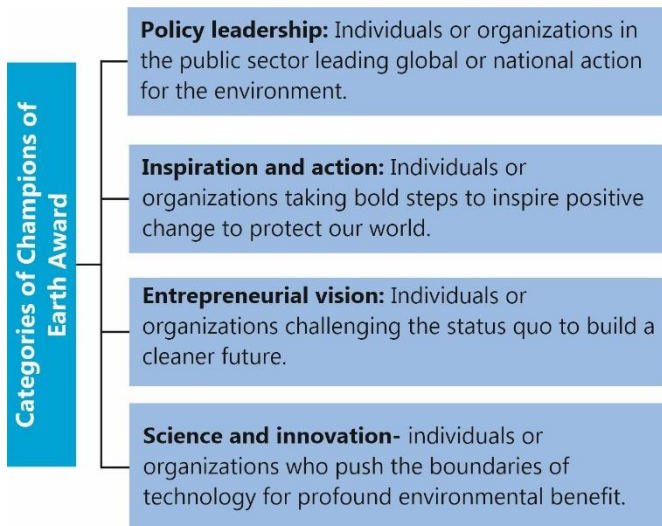 Categories of Champions of
Earth Award
Policy leadership: Individuals or organizations in
the public sector leading global or national action
for the environment.
Inspiration and action: Individuals or
organizations taking bold steps to inspire positive
change to protect our world.
Entrepreneurial vision: Individuals or
organizations challenging the status quo to build a
cleaner future.
Science and innovation- individuals or
organizations who push the boundaries of
technology for profound environmental benefit.